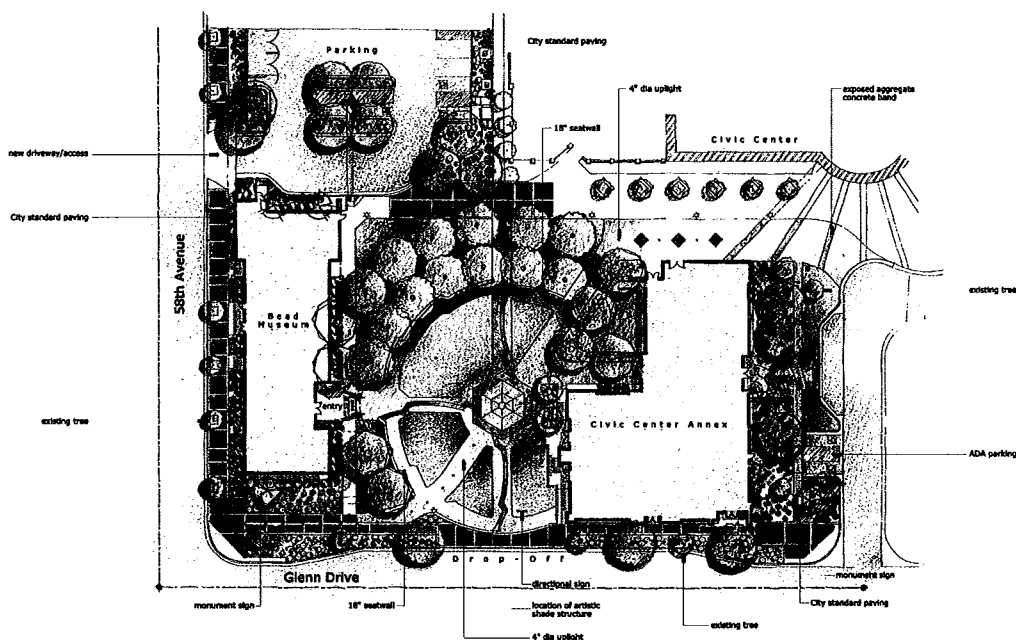 City standard paving
Parking
4" dia uplight
exposed aggregate
concrete band
18" seatwall
Civic Center
new driveway/access
City standard paving
58th Avenue
existing tree
Bead
Museum
entry
existing tree
Civic Center Annex
ADA parking
Drop-Off
Glenn Drive
directional sign
monument sign
monument sign
18" seatwall
location of artistic
shade structure
City standard paving
existing tree
4" dia uplight